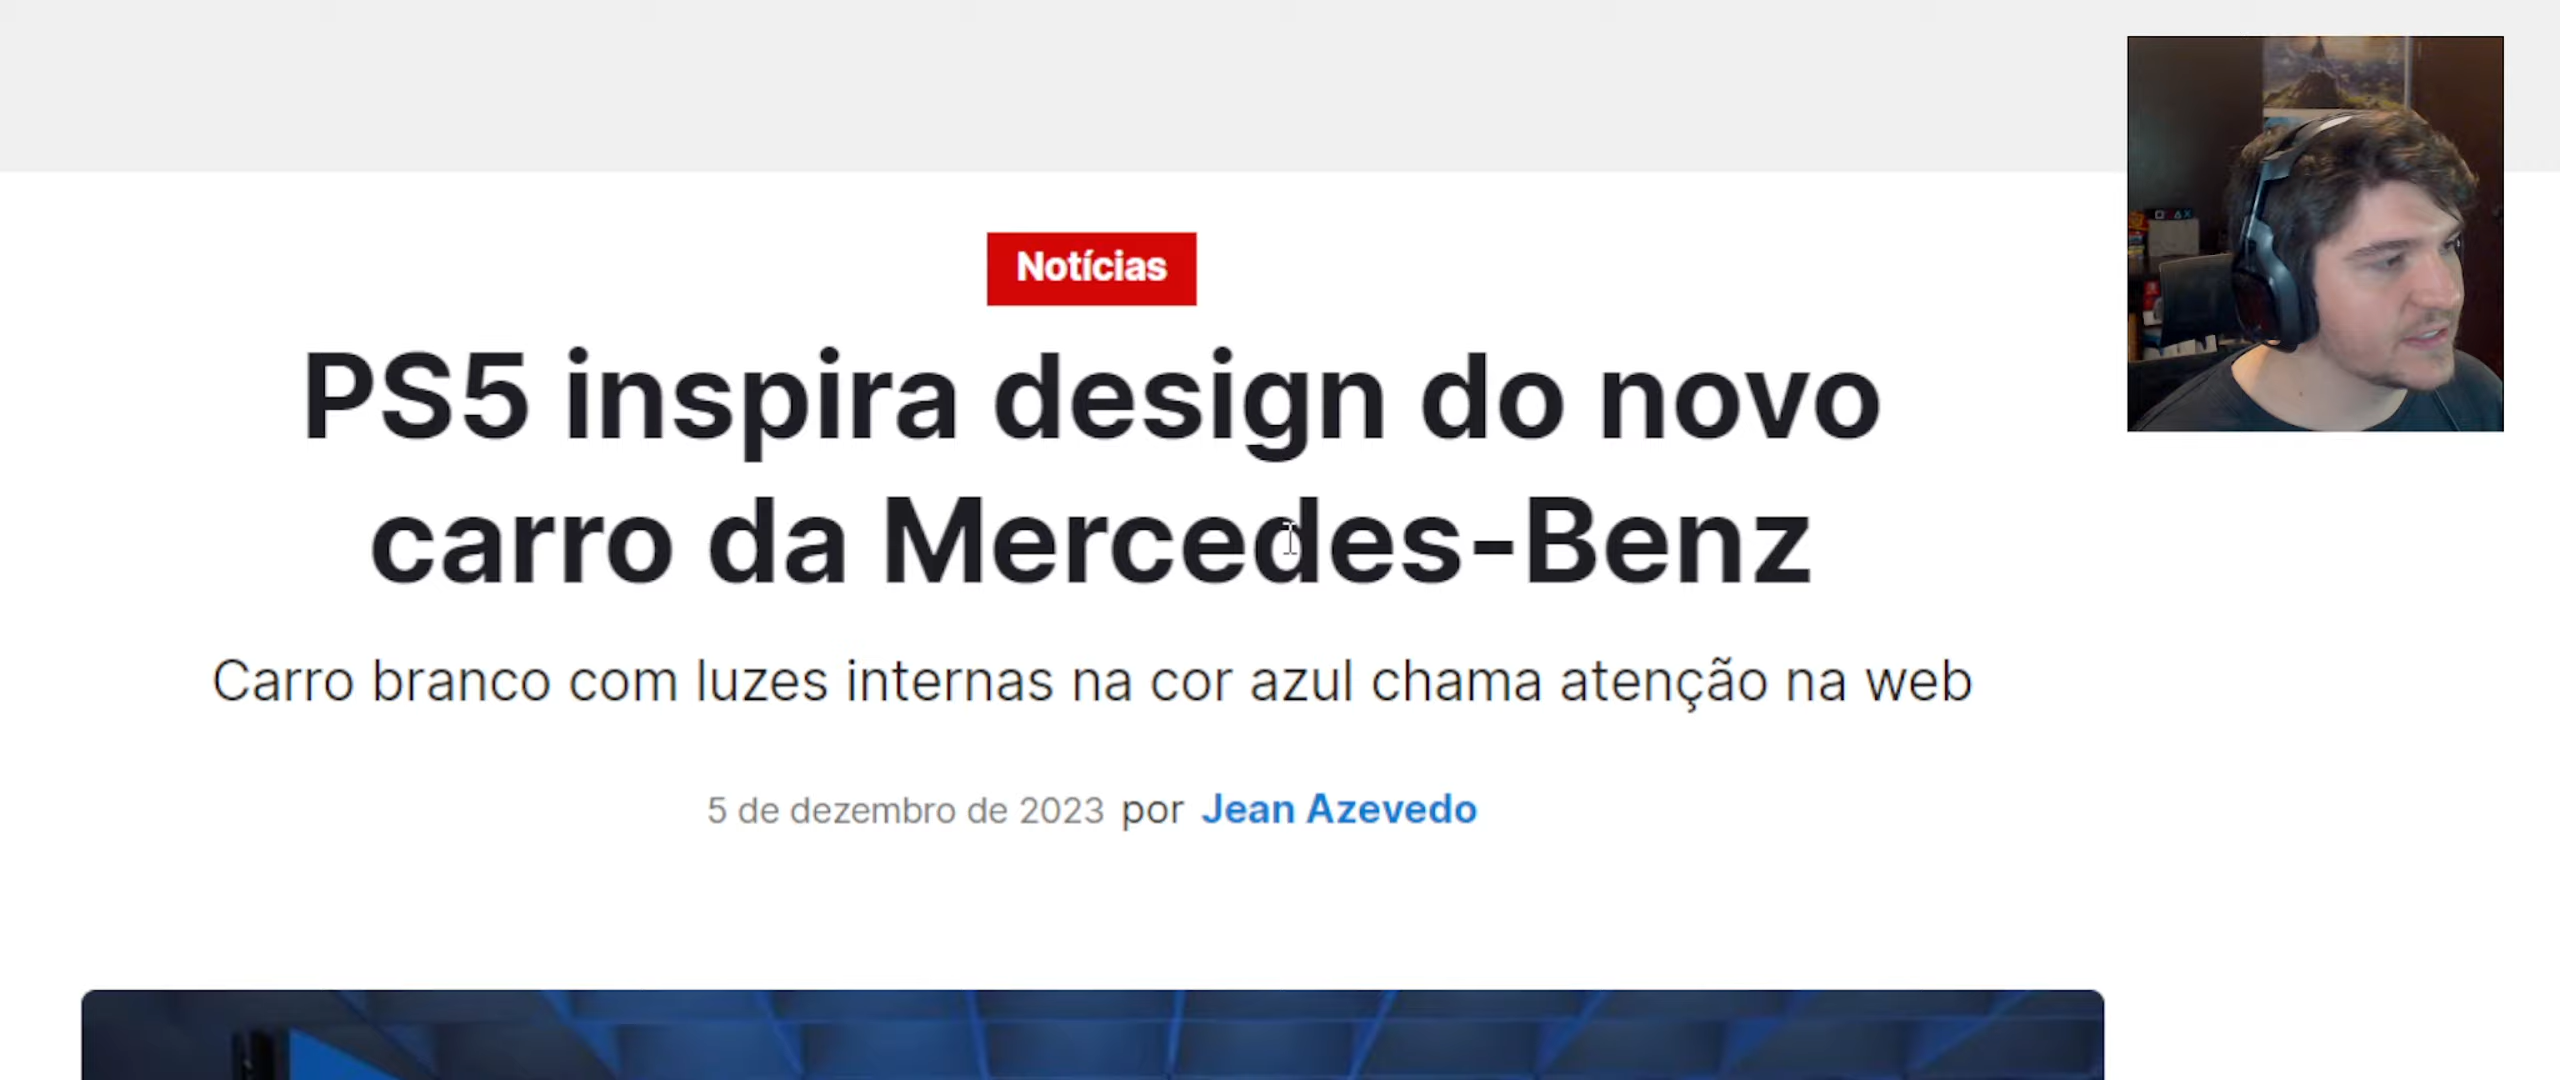 Notícias
PS5 inspira design do novo
carro da Mercedes-Benz
Carro branco com luzes internas na cor azul chama atenção na web
5 de dezembro de 2023 por Jean Azevedo